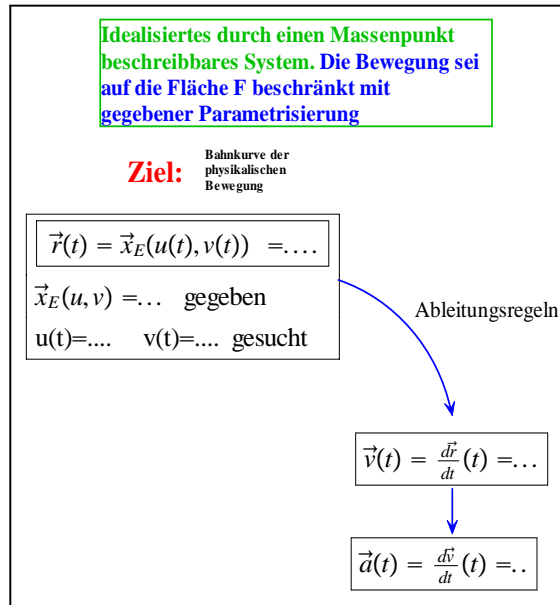 Idealisiertes durch einen Massenpunkt
beschreibbares System. Die Bewegung sei
auf die Fläche F beschränkt mit
gegebener Parametrisierung
Ziel:
Bahnkurve der
physikalischen
Bewegung
r⃗(t) = x⃗_E(u(t),v(t)) =....
x⃗_E(u,v) =... gegeben
u(t)=.... v(t)=.... gesucht
Ableitungsregeln
v⃗(t) = dr⃗/dt (t) =...
a⃗(t) = dv⃗/dt (t) =..